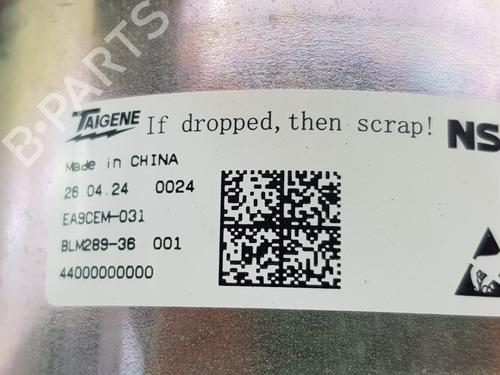 TAIGENE If dropped, then scrap! NS
Made in CHINA
26.04.24 0024
EA9CEM-031
BLM289-36 001
44000000000
B-PARTS